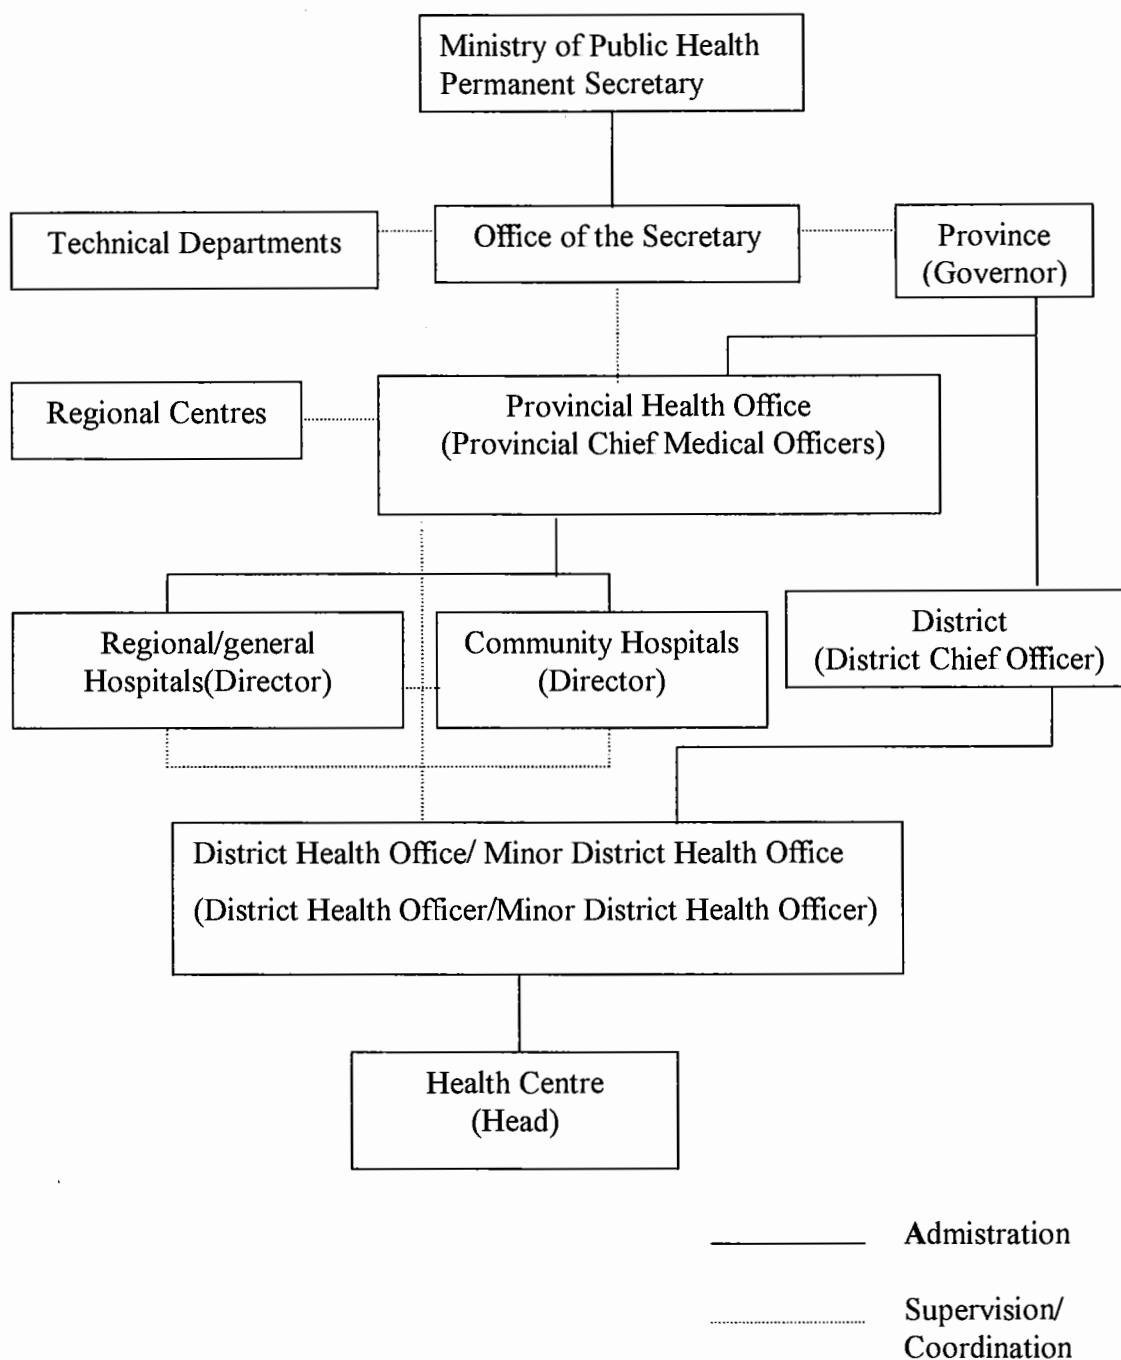 Ministry of Public Health
Permanent Secretary
Technical Departments
Office of the Secretary
Province
(Governor)
Regional Centres
Provincial Health Office
(Provincial Chief Medical Officers)
Regional/general
Hospitals(Director)
Community Hospitals
(Director)
District
(District Chief Officer)
District Health Office/ Minor District Health Office
(District Health Officer/Minor District Health Officer)
Health Centre
(Head)
Admistration
Supervision/
Coordination